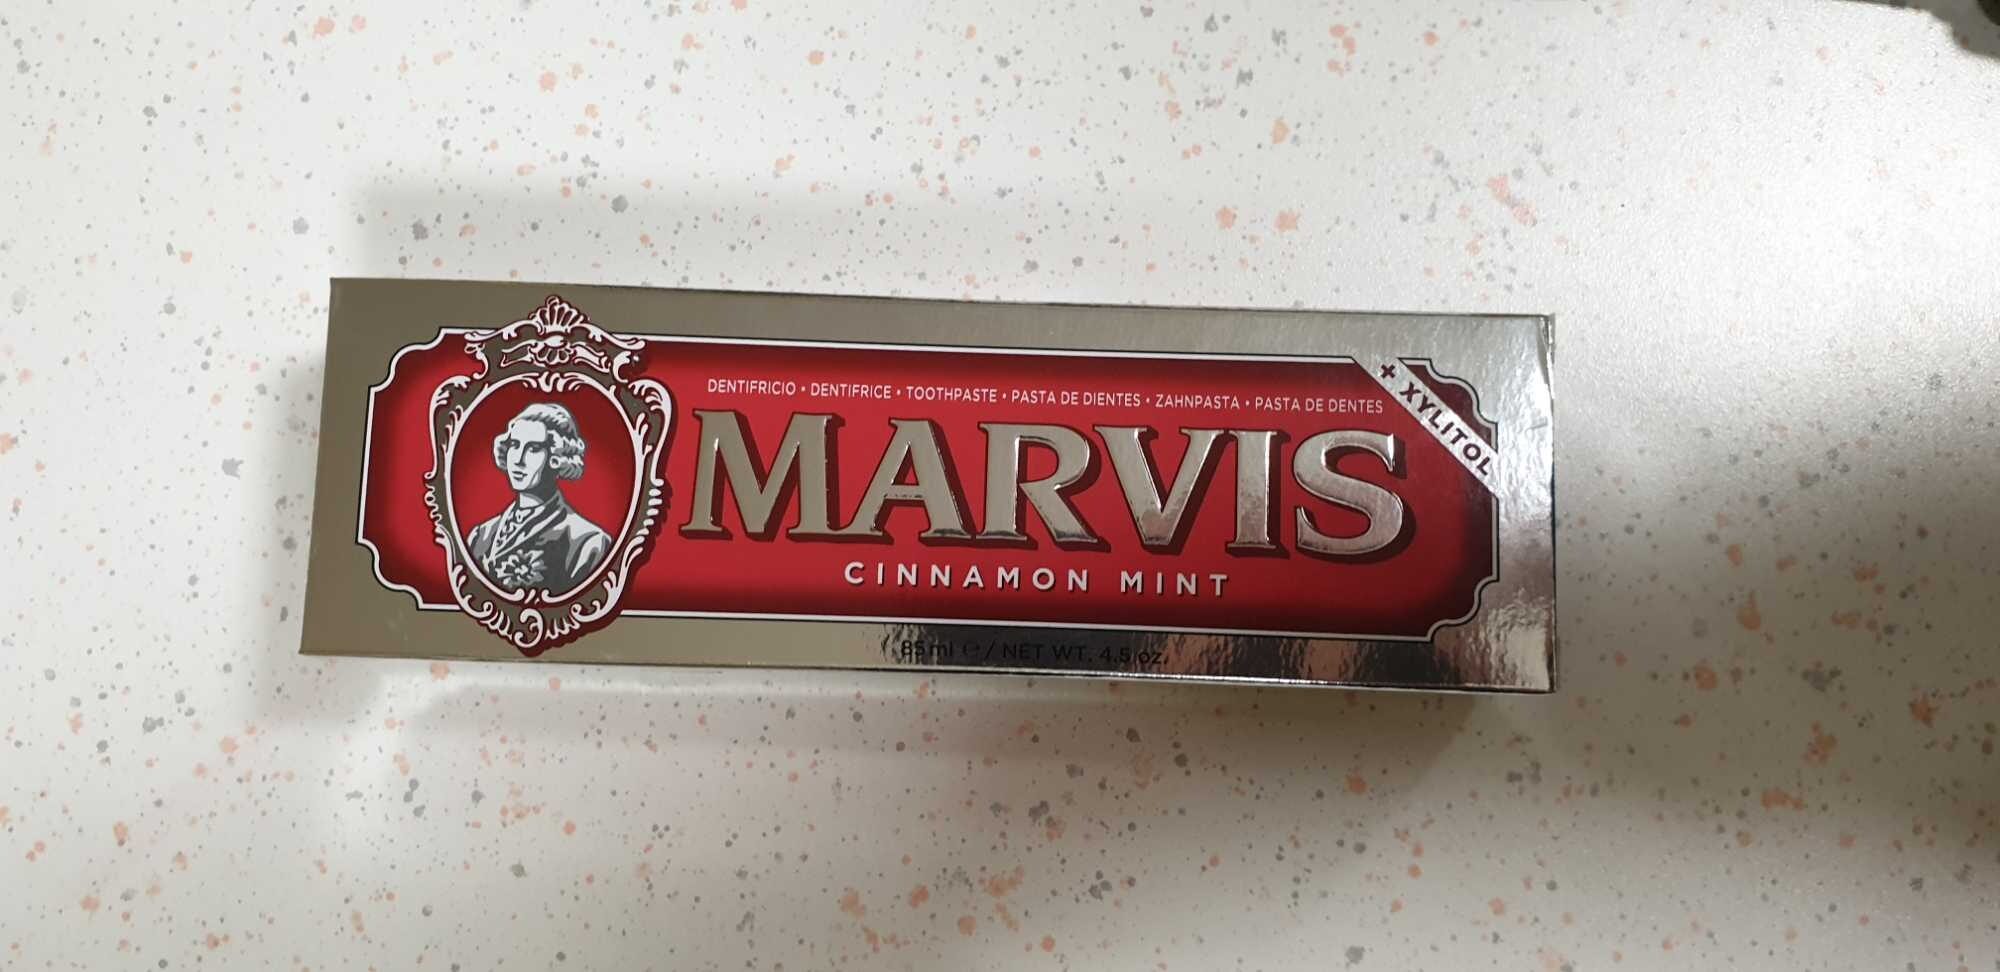 DENTIFRICIO • DENTIFRICE • TOOTHPASTE • PASTA DE DIENTES • ZAHNPASTA • PASTA DE DENTES
+ XYLITOL
MARVIS
CINNAMON MINT
85 ml e / NET WT. 4.5 oz.